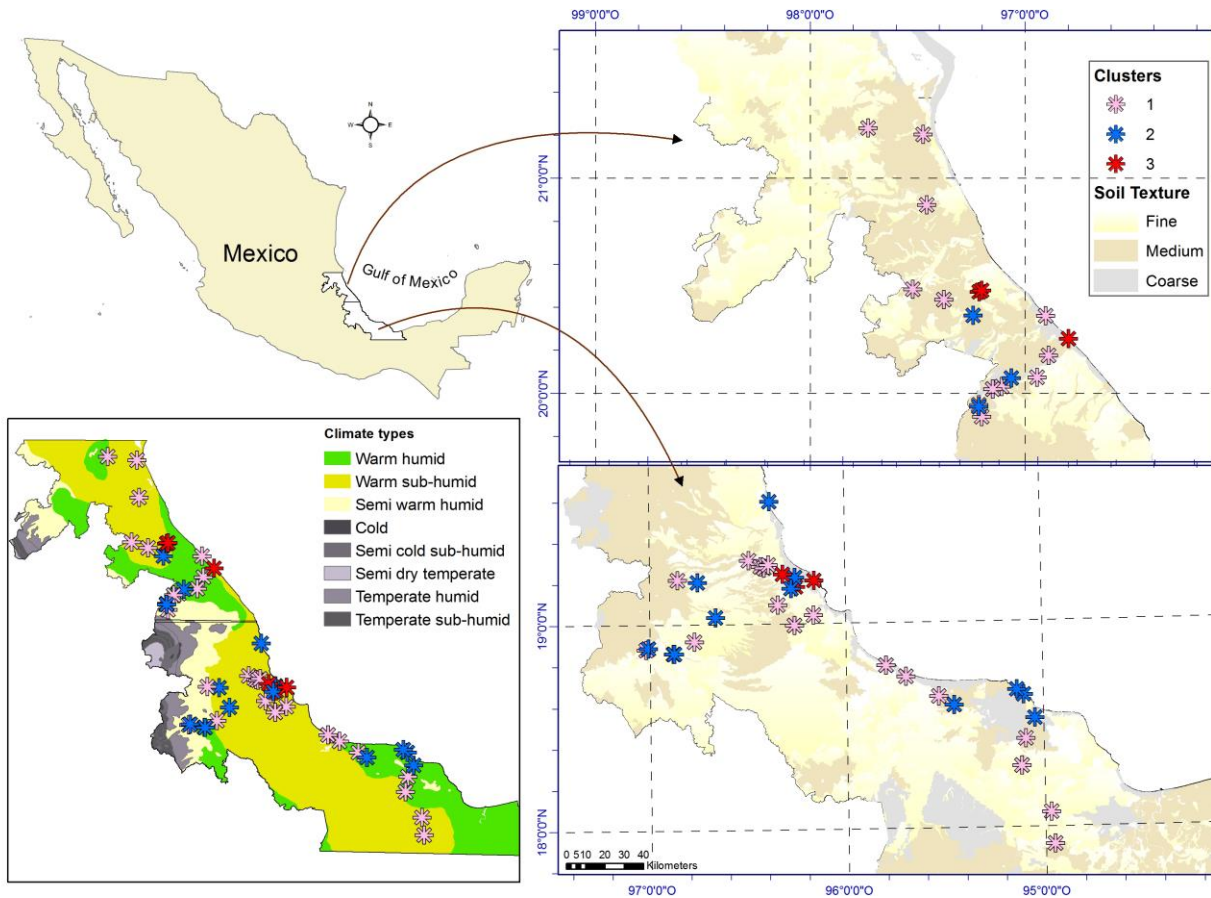 99°0'0"O
98°0'0"O
97°0'0"O
N
W
E
S
Mexico
Gulf of Mexico
Clusters
1
2
3
Soil Texture
Fine
Medium
Coarse
21°0'0"N
20°0'0"N
Climate types
Warm humid
Warm sub-humid
Semi warm humid
Cold
Semi cold sub-humid
Semi dry temperate
Temperate humid
Temperate sub-humid
19°0'0"N
18°0'0"N
0 5 10 20 30 40
Kilometers
97°0'0"O
96°0'0"O
95°0'0"O